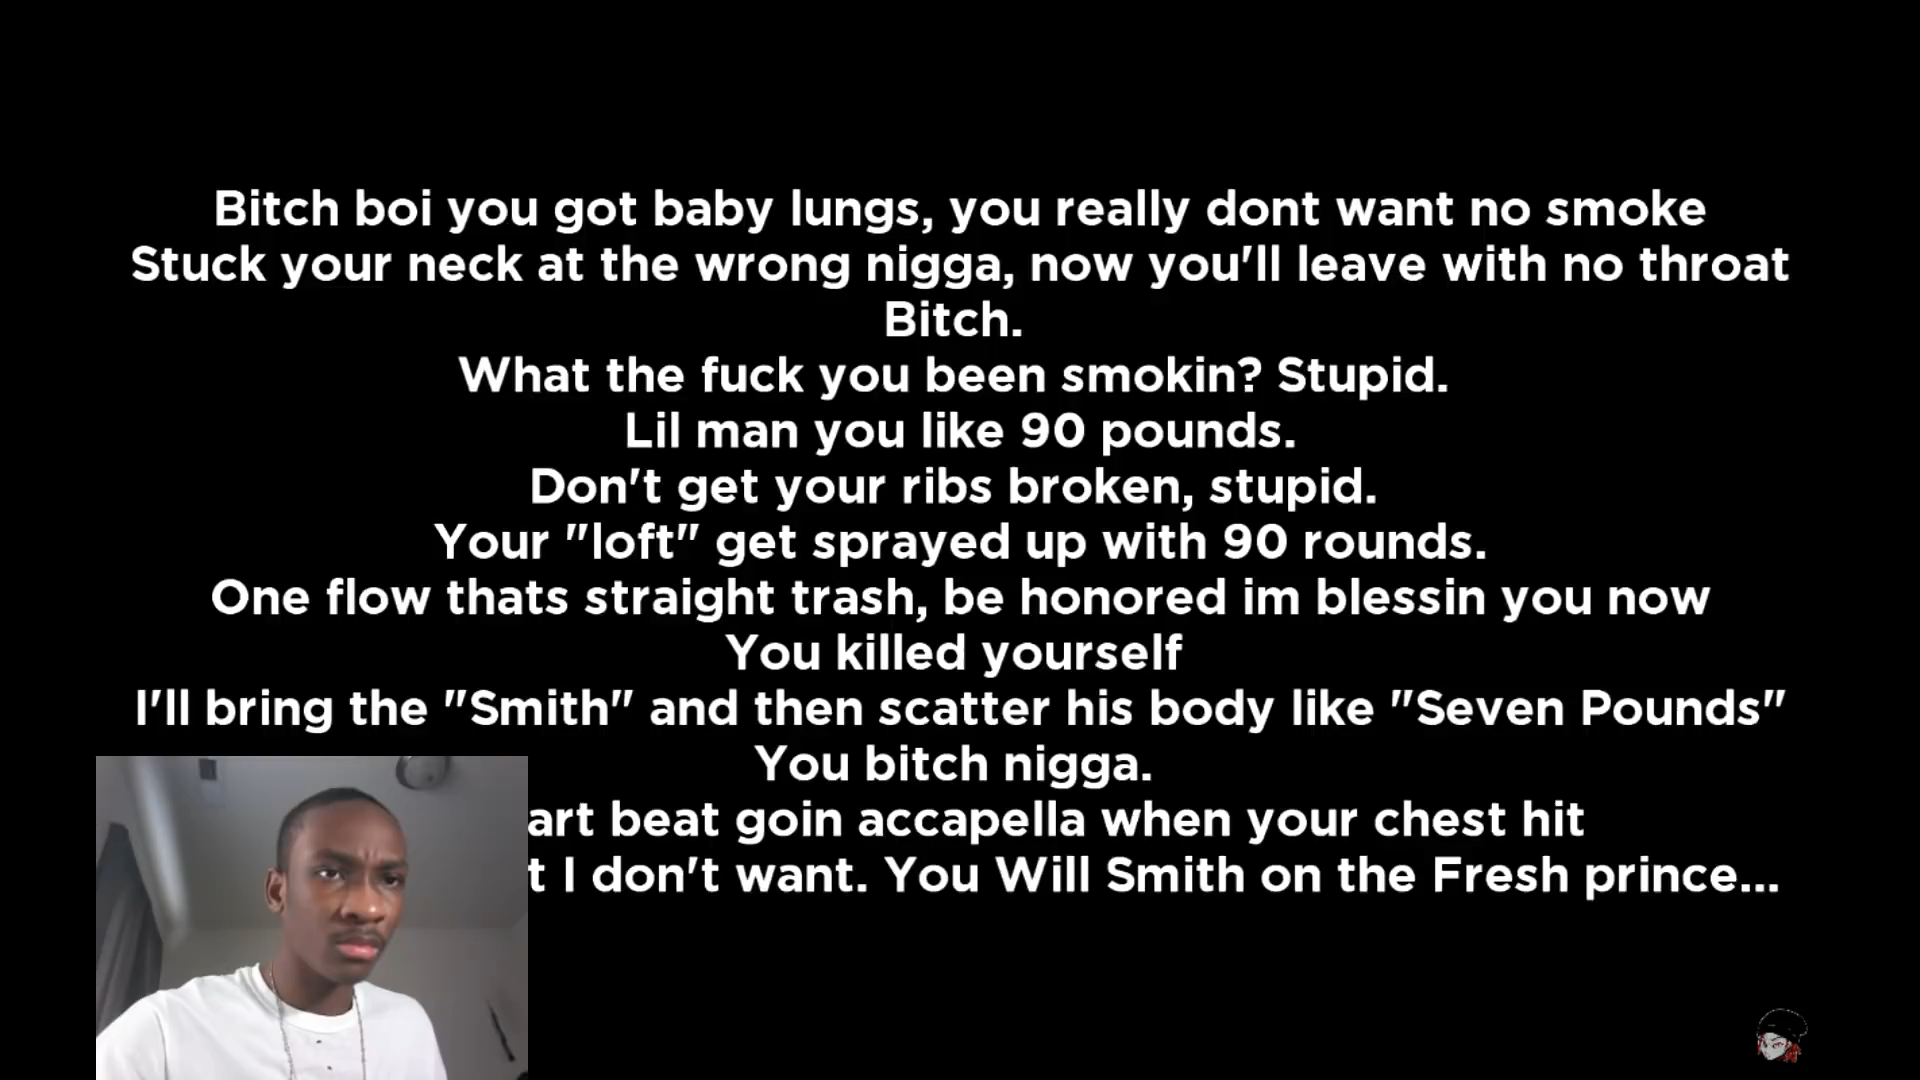 Bitch boi you got baby lungs, you really dont want no smoke
Stuck your neck at the wrong nigga, now you'll leave with no throat
Bitch.
What the fuck you been smokin? Stupid.
Lil man you like 90 pounds.
Don't get your ribs broken, stupid.
Your "loft" get sprayed up with 90 rounds.
One flow thats straight trash, be honored im blessin you now
You killed yourself
I'll bring the "Smith" and then scatter his body like "Seven Pounds"
You bitch nigga.
art beat goin accapella when your chest hit
t I don't want. You Will Smith on the Fresh prince...